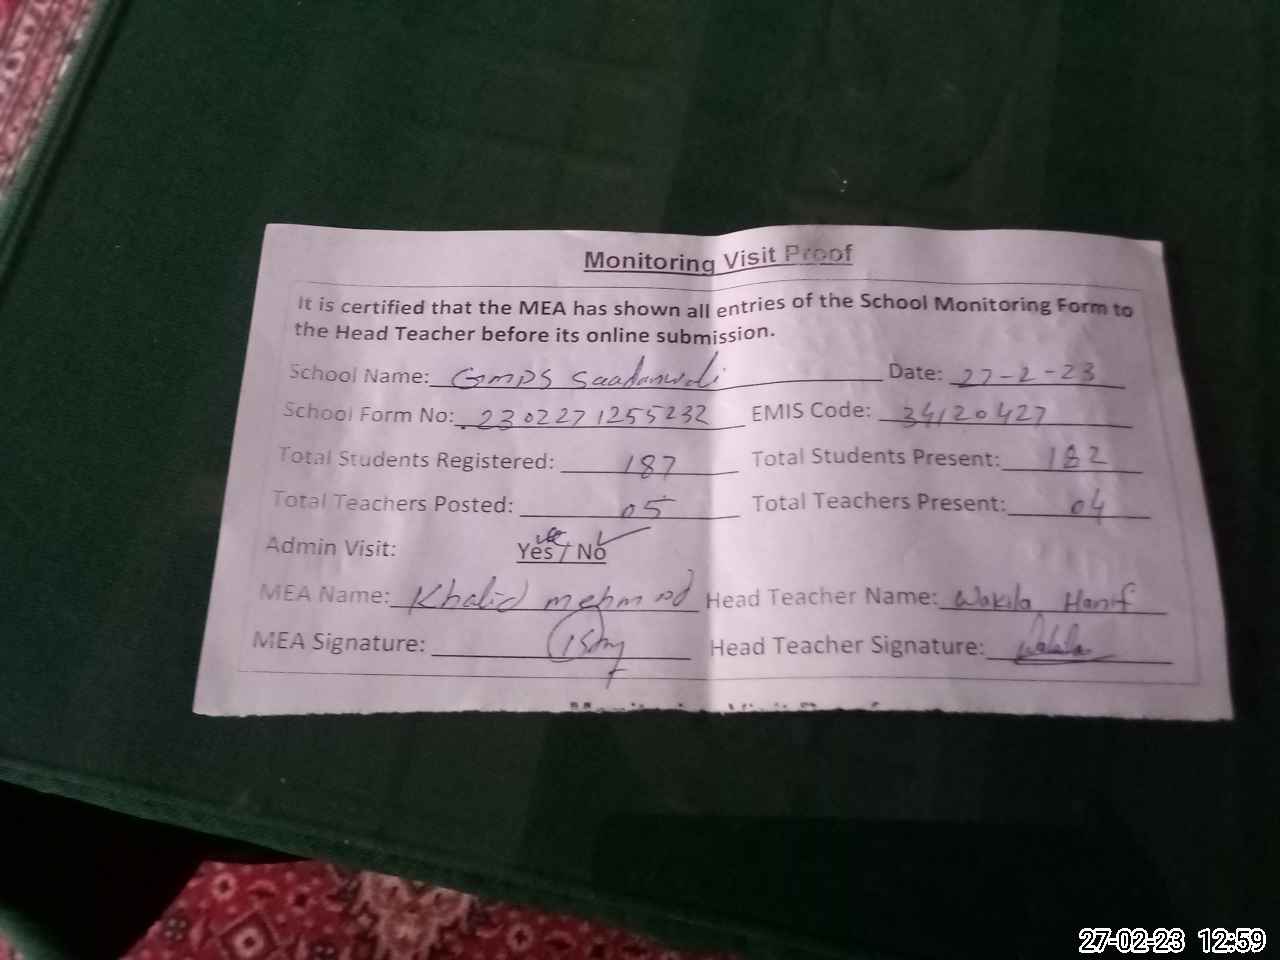 Monitoring Visit Proof
It is certified that the MEA has shown all entries of the School Monitoring Form to
the Head Teacher before its online submission.
School Name: GMPS Saadanwali Date: 27-2-23
School Form No: 2302271255232 EMIS Code: 34120427
Total Students Registered: 187 Total Students Present: 182
Total Teachers Posted: 05 Total Teachers Present: 04
Admin Visit: Yes / No
MEA Name: Khalid mehmood Head Teacher Name: Wakila Hanif
MEA Signature: Head Teacher Signature: Wakila
27-02-23 12:59